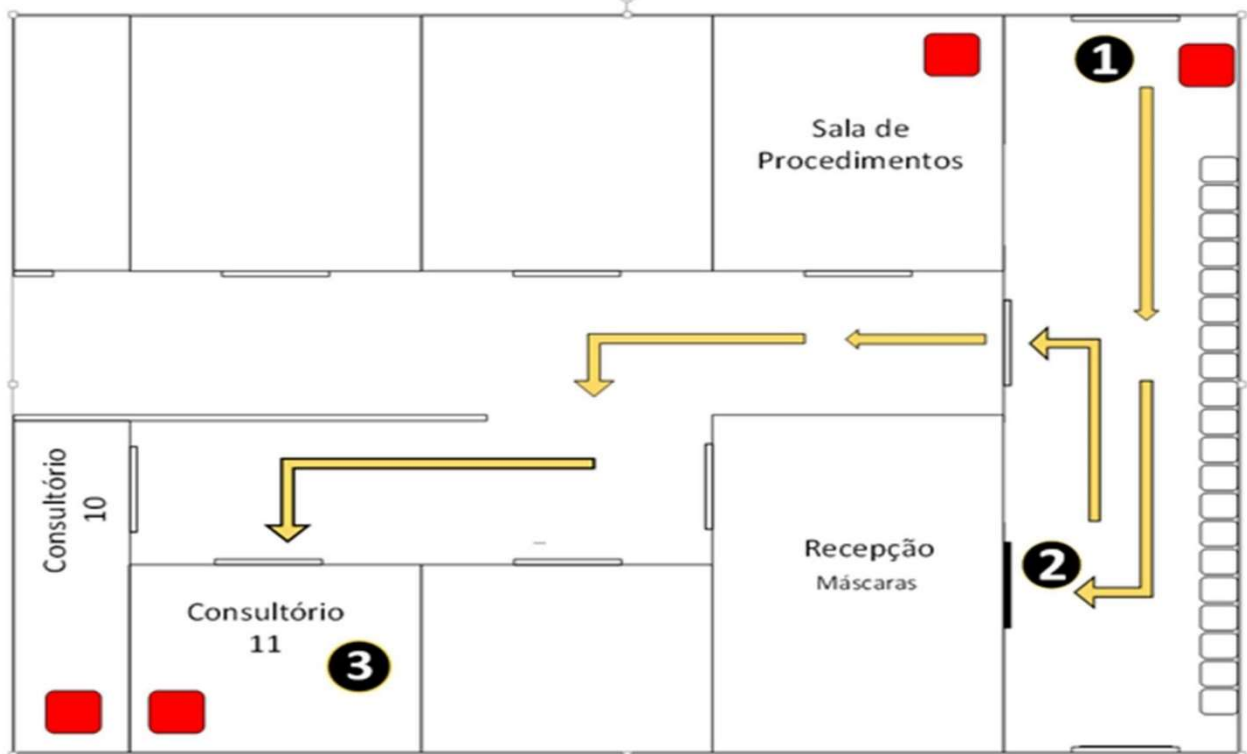 1
Sala de
Procedimentos
Consultório
10
Recepção
Máscaras
2
Consultório
11
3